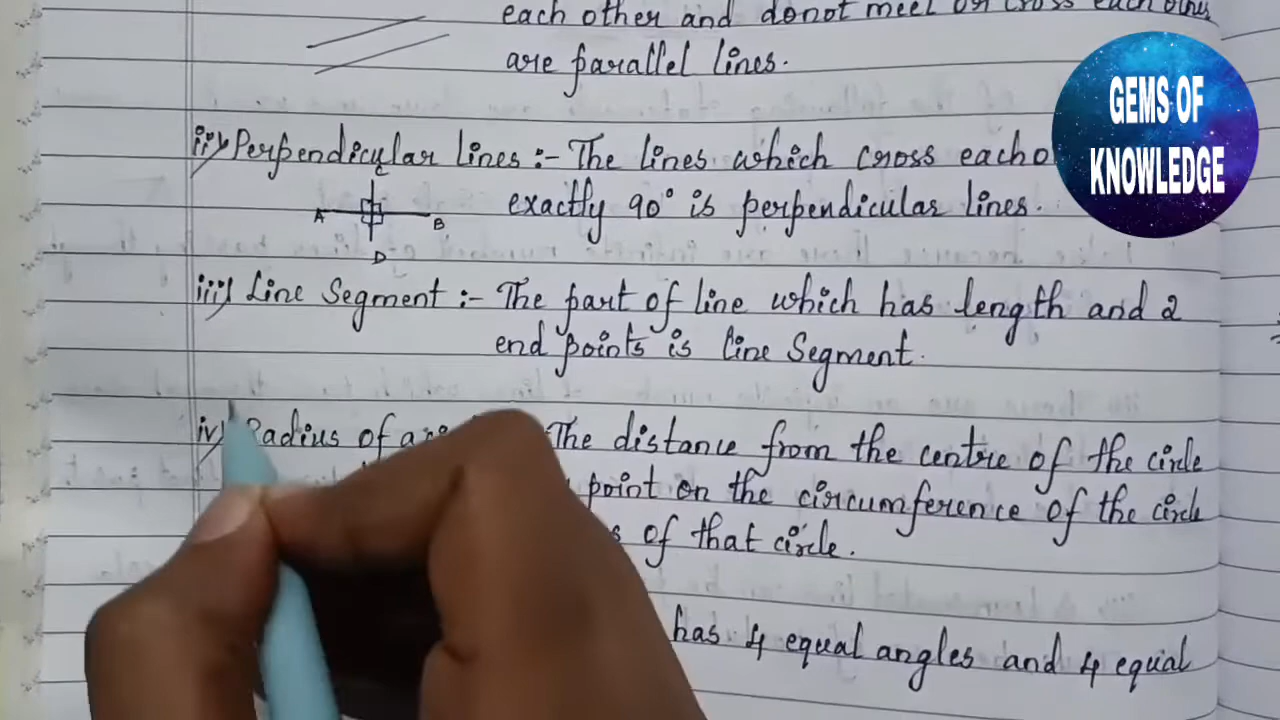 each other and donot meet or cross each other
are parallel lines.
ii) Perpendicular lines :- The lines which cross each o
exactly 90° is perpendicular lines.
C
A
B
D
iii) Line Segment :- The part of line which has length and 2
end points is line Segment.
iv) Radius of a The distance from the centre of the circle
point on the circumference of the circle
of that circle.
has 4 equal angles and 4 equal
GEMS OF
KNOWLEDGE